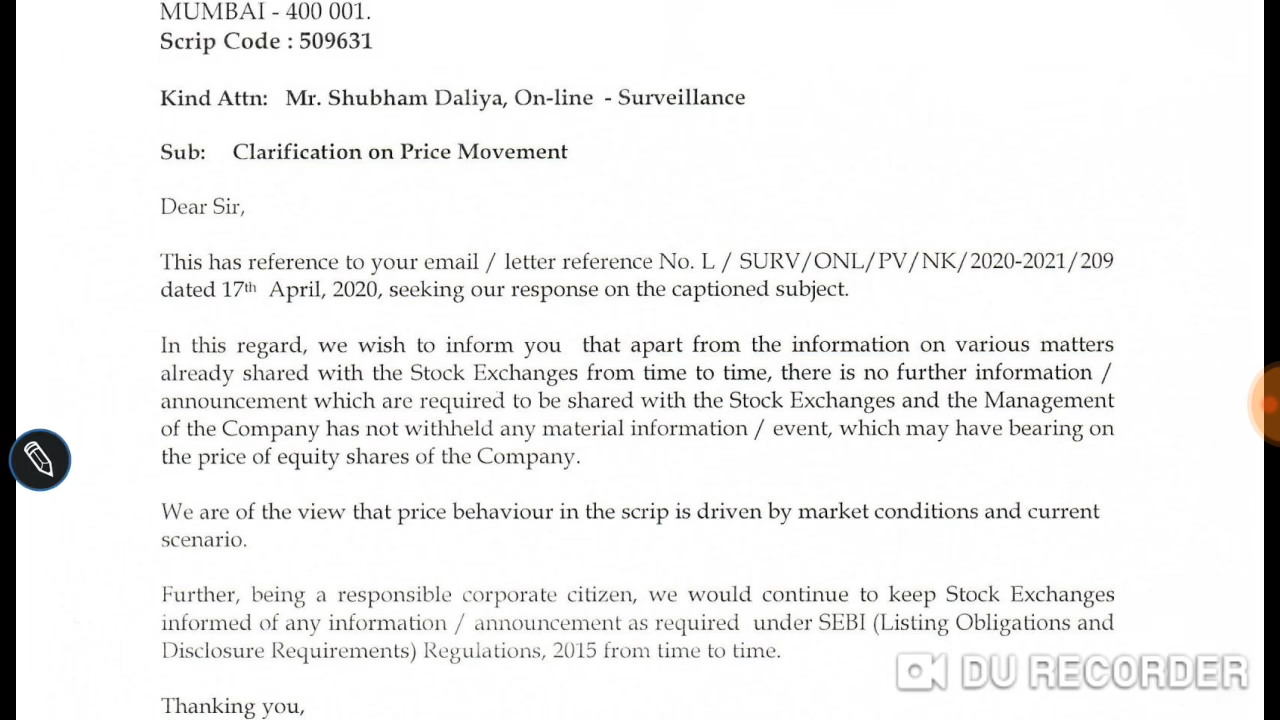 MUMBAI - 400 001.
Scrip Code : 509631
Kind Attn: Mr. Shubham Daliya, On-line - Surveillance
Sub: Clarification on Price Movement
Dear Sir,
This has reference to your email / letter reference No. L / SURV/ONL/PV/NK/2020-2021/209
dated 17th April, 2020, seeking our response on the captioned subject.
In this regard, we wish to inform you that apart from the information on various matters
already shared with the Stock Exchanges from time to time, there is no further information /
announcement which are required to be shared with the Stock Exchanges and the Management
of the Company has not withheld any material information / event, which may have bearing on
the price of equity shares of the Company.
We are of the view that price behaviour in the scrip is driven by market conditions and current
scenario.
Further, being a responsible corporate citizen, we would continue to keep Stock Exchanges
informed of any information / announcement as required under SEBI (Listing Obligations and
Disclosure Requirements) Regulations, 2015 from time to time.
DU RECORDER
Thanking you,